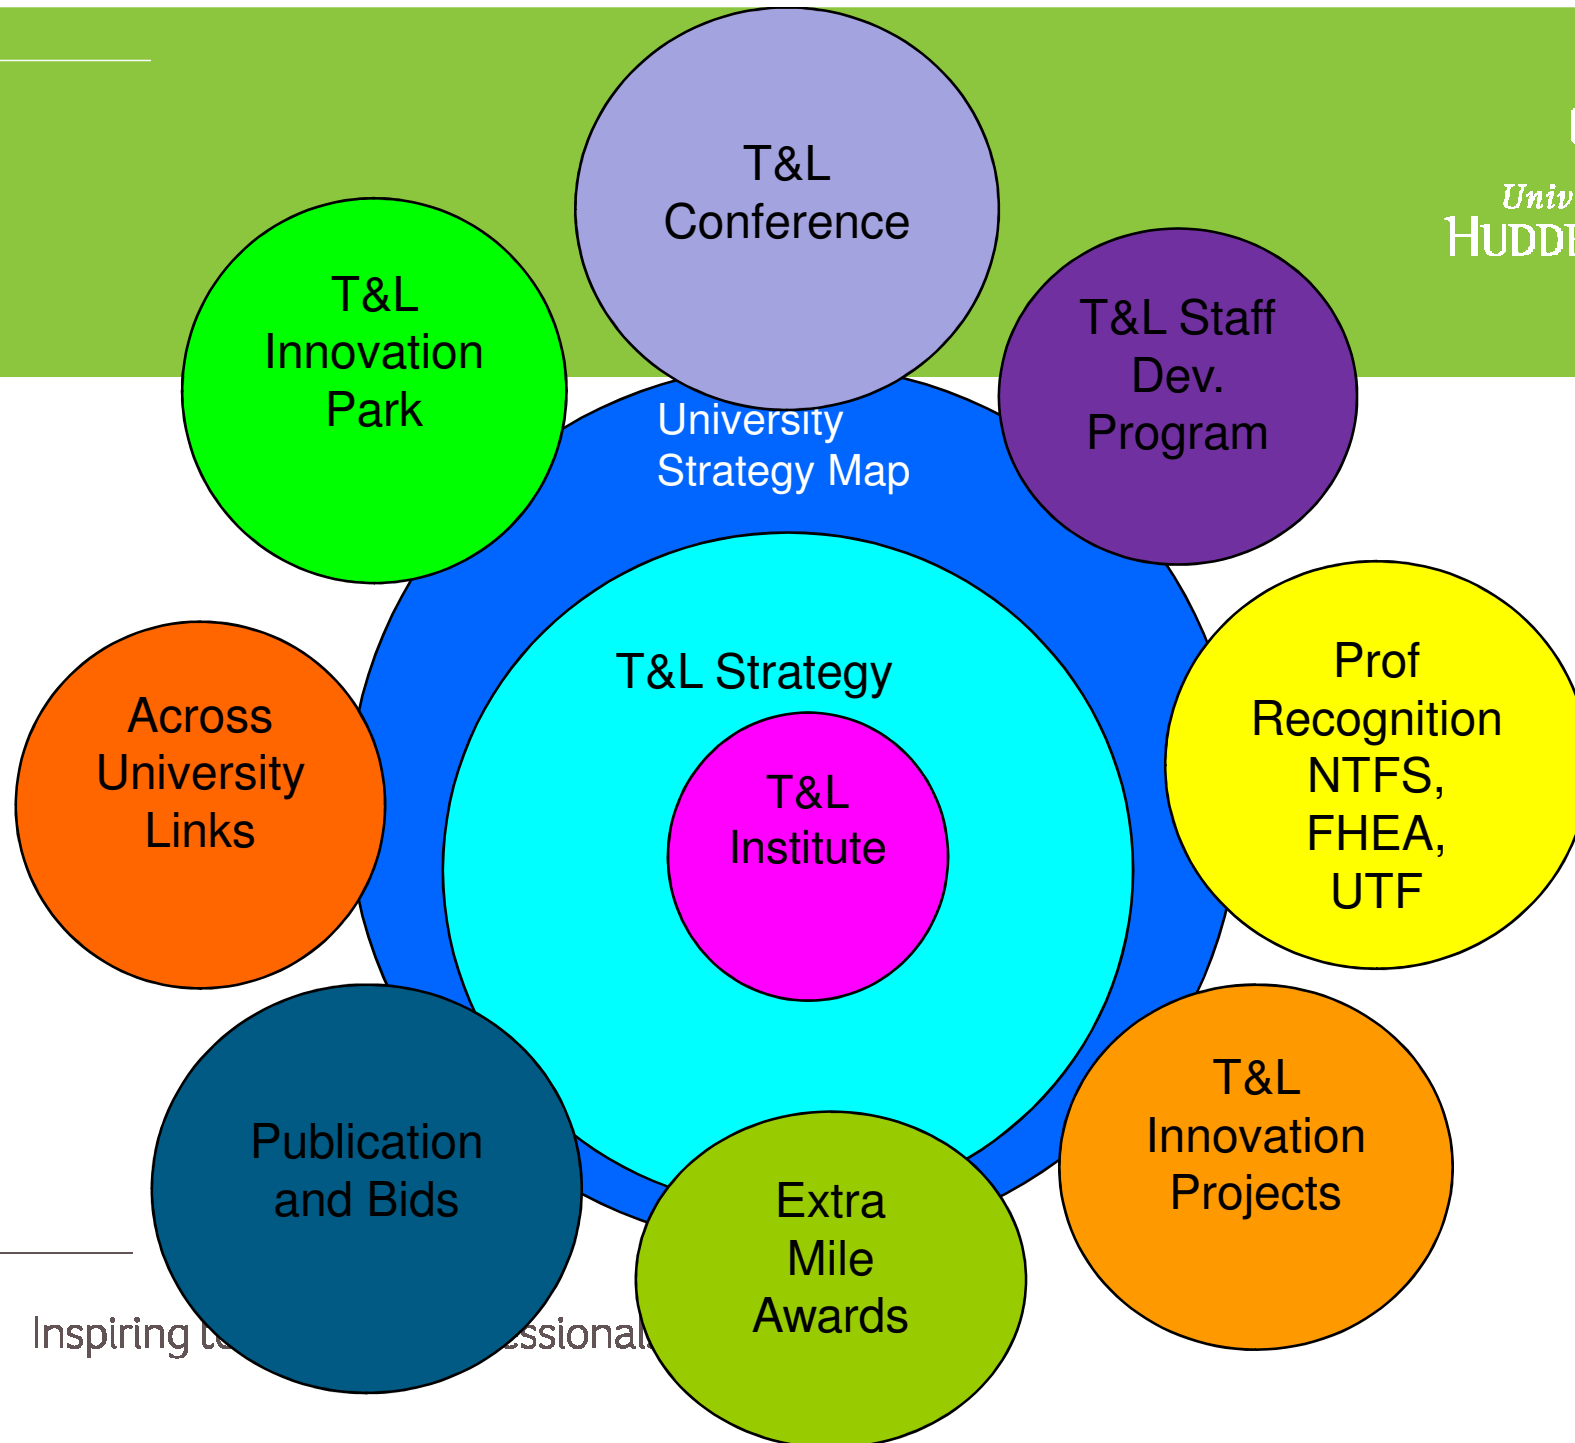 T&L
Conference
T&L
Innovation
Park
T&L Staff
Dev.
Program
University
Strategy Map
T&L Strategy
T&L
Institute
Prof
Recognition
NTFS,
FHEA,
UTF
Across
University
Links
T&L
Innovation
Projects
Publication
and Bids
Extra
Mile
Awards
Inspiring